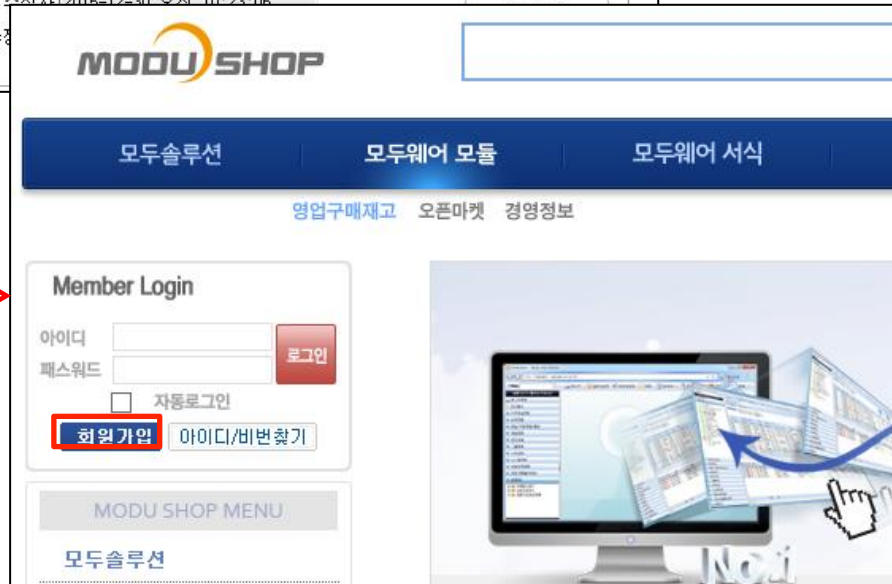 MODU SHOP
모두솔루션 모두웨어 모듈 모두웨어 서식
영업구매재고 오픈마켓 경영정보
Member Login
아이디
로그인
패스워드
자동로그인
회원가입 아이디/비번찾기
MODU SHOP MENU
모두솔루션